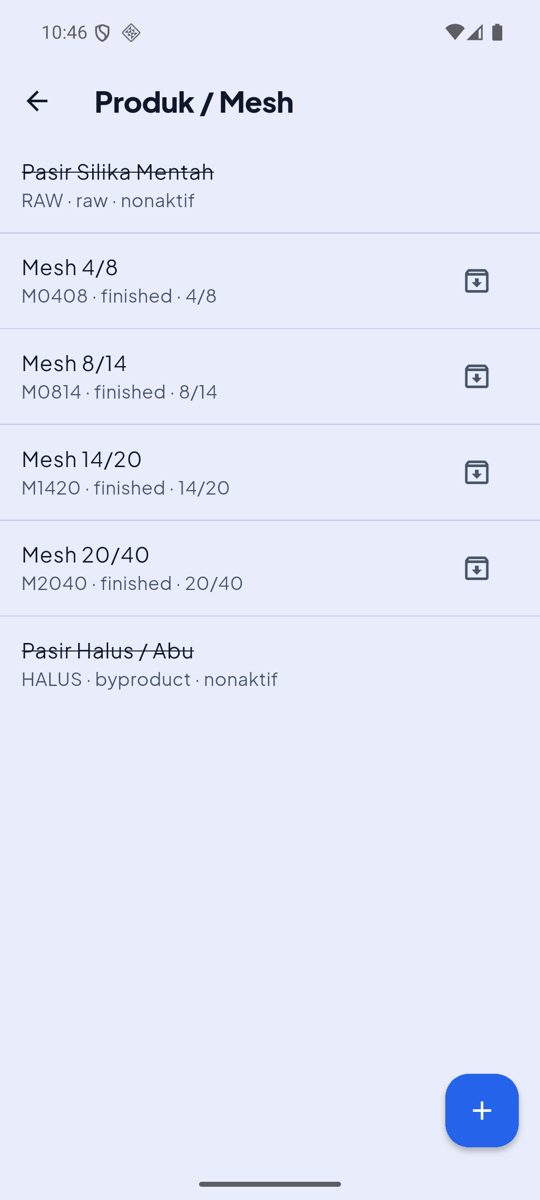 10:46
Produk / Mesh
Pasir Silika Mentah
RAW · raw · nonaktif
Mesh 4/8
M0408 · finished · 4/8
Mesh 8/14
M0814 · finished · 8/14
Mesh 14/20
M1420 · finished · 14/20
Mesh 20/40
M2040 · finished · 20/40
Pasir Halus / Abu
HALUS · byproduct · nonaktif